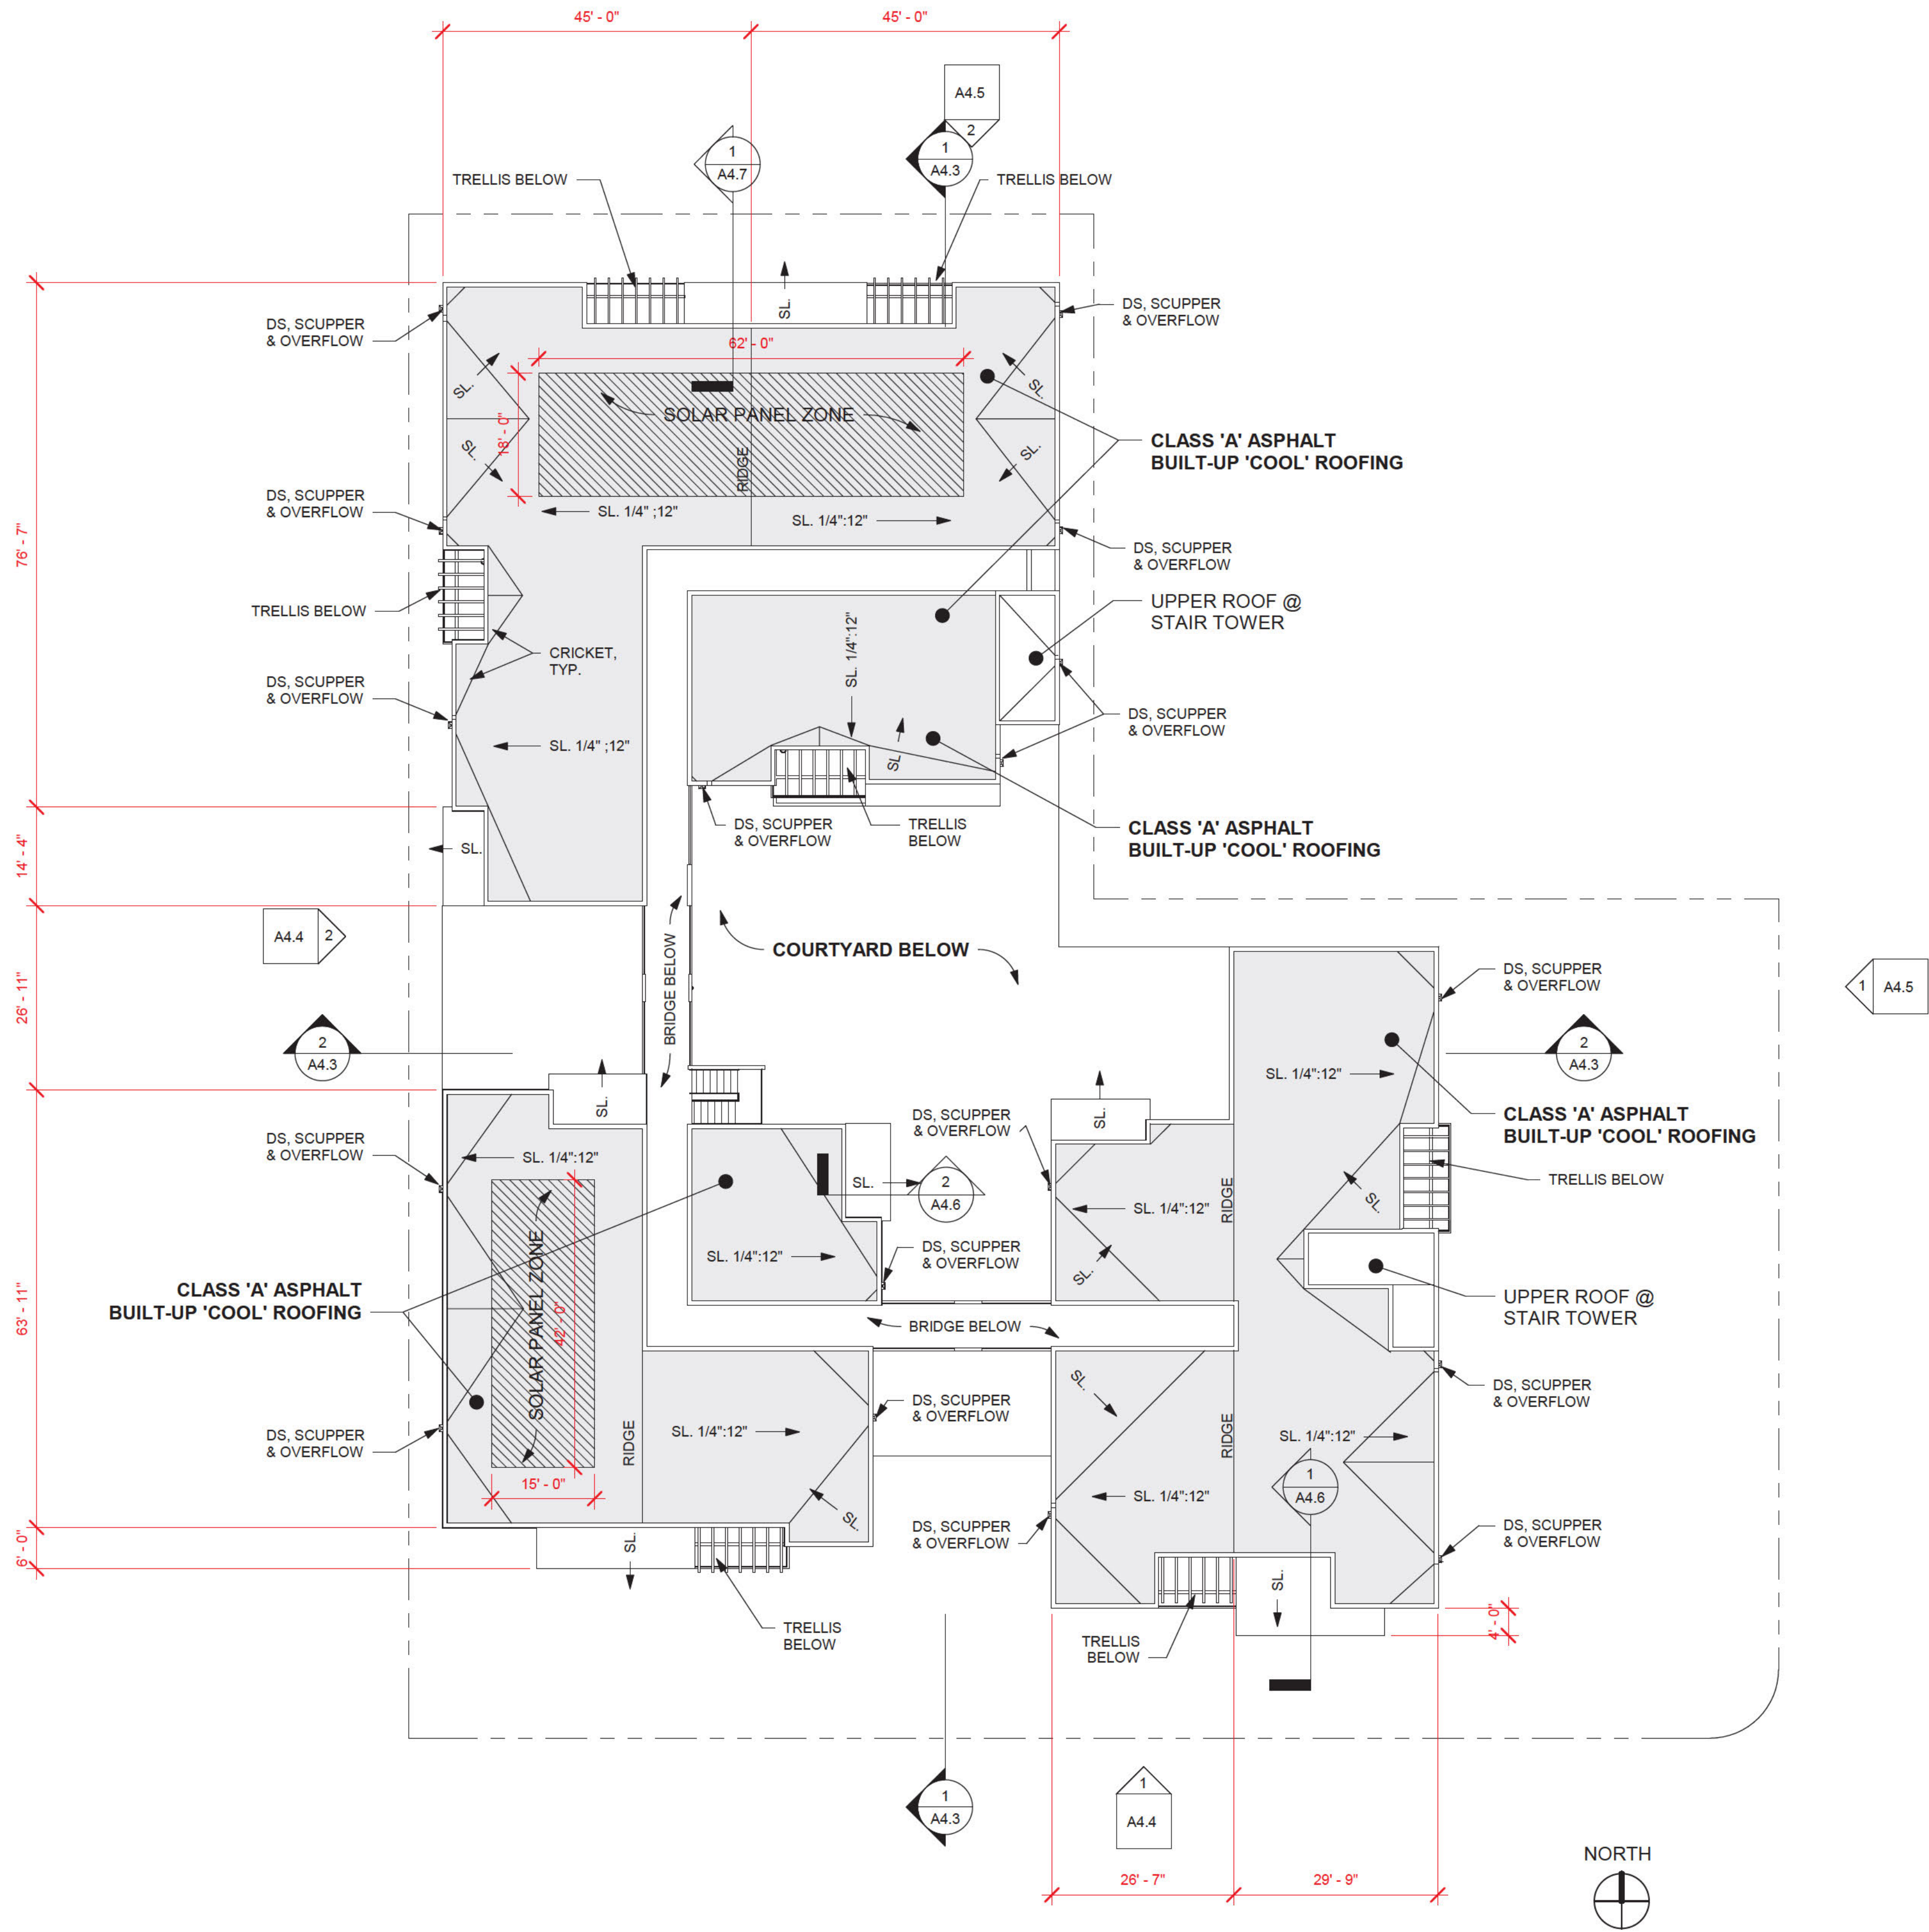 45' - 0"
45' - 0"
A4.5
2
1
A4.7
1
A4.3
TRELLIS BELOW
TRELLIS BELOW
DS, SCUPPER
& OVERFLOW
SL.
DS, SCUPPER
& OVERFLOW
62' - 0"
SL.
SL.
SOLAR PANEL ZONE
18' - 0"
CLASS 'A' ASPHALT
BUILT-UP 'COOL' ROOFING
SL.
SL.
RIDGE
DS, SCUPPER
& OVERFLOW
SL. 1/4" ;12"
SL. 1/4":12"
76' - 7"
DS, SCUPPER
& OVERFLOW
TRELLIS BELOW
UPPER ROOF @
STAIR TOWER
CRICKET,
TYP.
SL. 1/4":12"
DS, SCUPPER
& OVERFLOW
DS, SCUPPER
& OVERFLOW
SL. 1/4" ;12"
SL
DS, SCUPPER
& OVERFLOW
TRELLIS
BELOW
CLASS 'A' ASPHALT
BUILT-UP 'COOL' ROOFING
14' - 4"
SL.
A4.4
2
BRIDGE BELOW
COURTYARD BELOW
DS, SCUPPER
& OVERFLOW
1
A4.5
26' - 11"
2
A4.3
2
A4.3
SL. 1/4":12"
SL.
SL.
DS, SCUPPER
& OVERFLOW
CLASS 'A' ASPHALT
BUILT-UP 'COOL' ROOFING
DS, SCUPPER
& OVERFLOW
SL. 1/4":12"
TRELLIS BELOW
SL.
2
A4.6
SL. 1/4":12"
RIDGE
SL.
SOLAR PANEL ZONE
42' - 0"
SL. 1/4":12"
DS, SCUPPER
& OVERFLOW
SL.
CLASS 'A' ASPHALT
BUILT-UP 'COOL' ROOFING
UPPER ROOF @
STAIR TOWER
63' - 11"
BRIDGE BELOW
SL.
DS, SCUPPER
& OVERFLOW
DS, SCUPPER
& OVERFLOW
DS, SCUPPER
& OVERFLOW
RIDGE
SL. 1/4":12"
RIDGE
SL. 1/4":12"
15' - 0"
1
A4.6
SL. 1/4":12"
SL.
DS, SCUPPER
& OVERFLOW
DS, SCUPPER
& OVERFLOW
6' - 0"
SL.
SL.
TRELLIS
BELOW
TRELLIS
BELOW
4' - 0"
1
A4.3
1
A4.4
26' - 7"
29' - 9"
NORTH